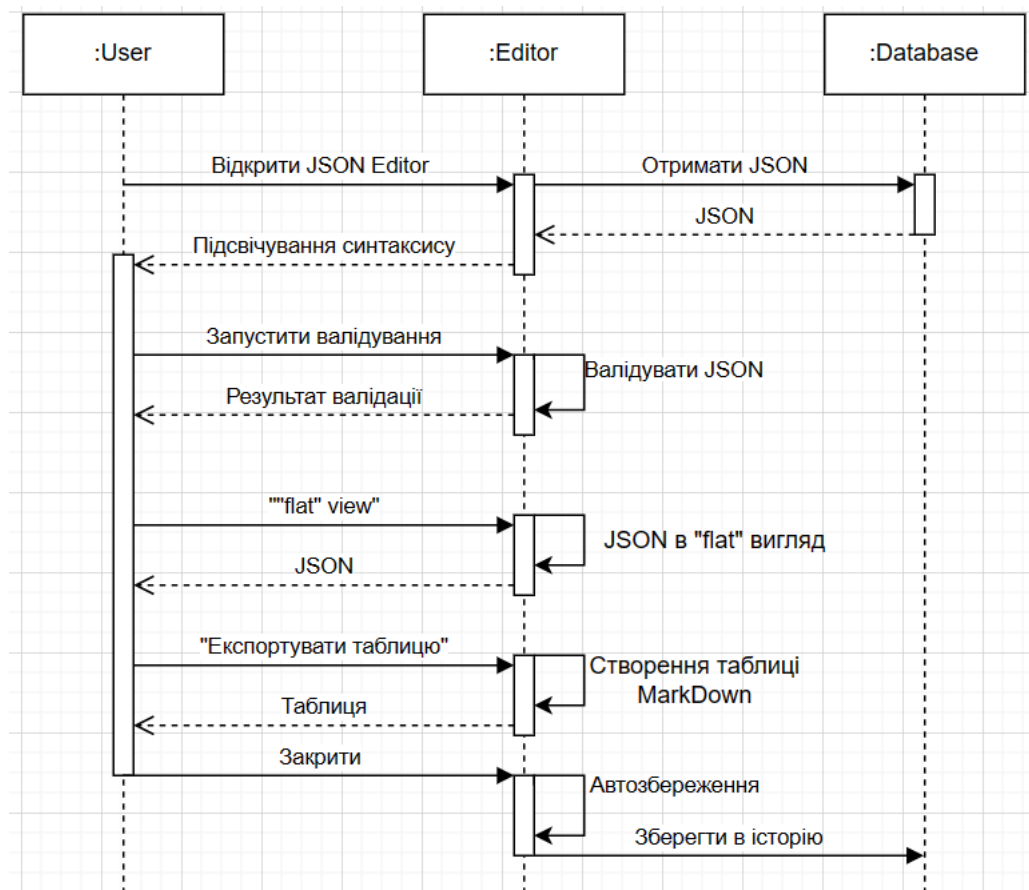 :User
:Editor
:Database
Відкрити JSON Editor
Отримати JSON
JSON
Підсвічування синтаксису
Запустити валідування
Валідувати JSON
Результат валідації
""flat" view"
JSON в "flat" вигляд
JSON
"Експортувати таблицю"
Створення таблиці
MarkDown
Таблиця
Закрити
Автозбереження
Зберегти в історію